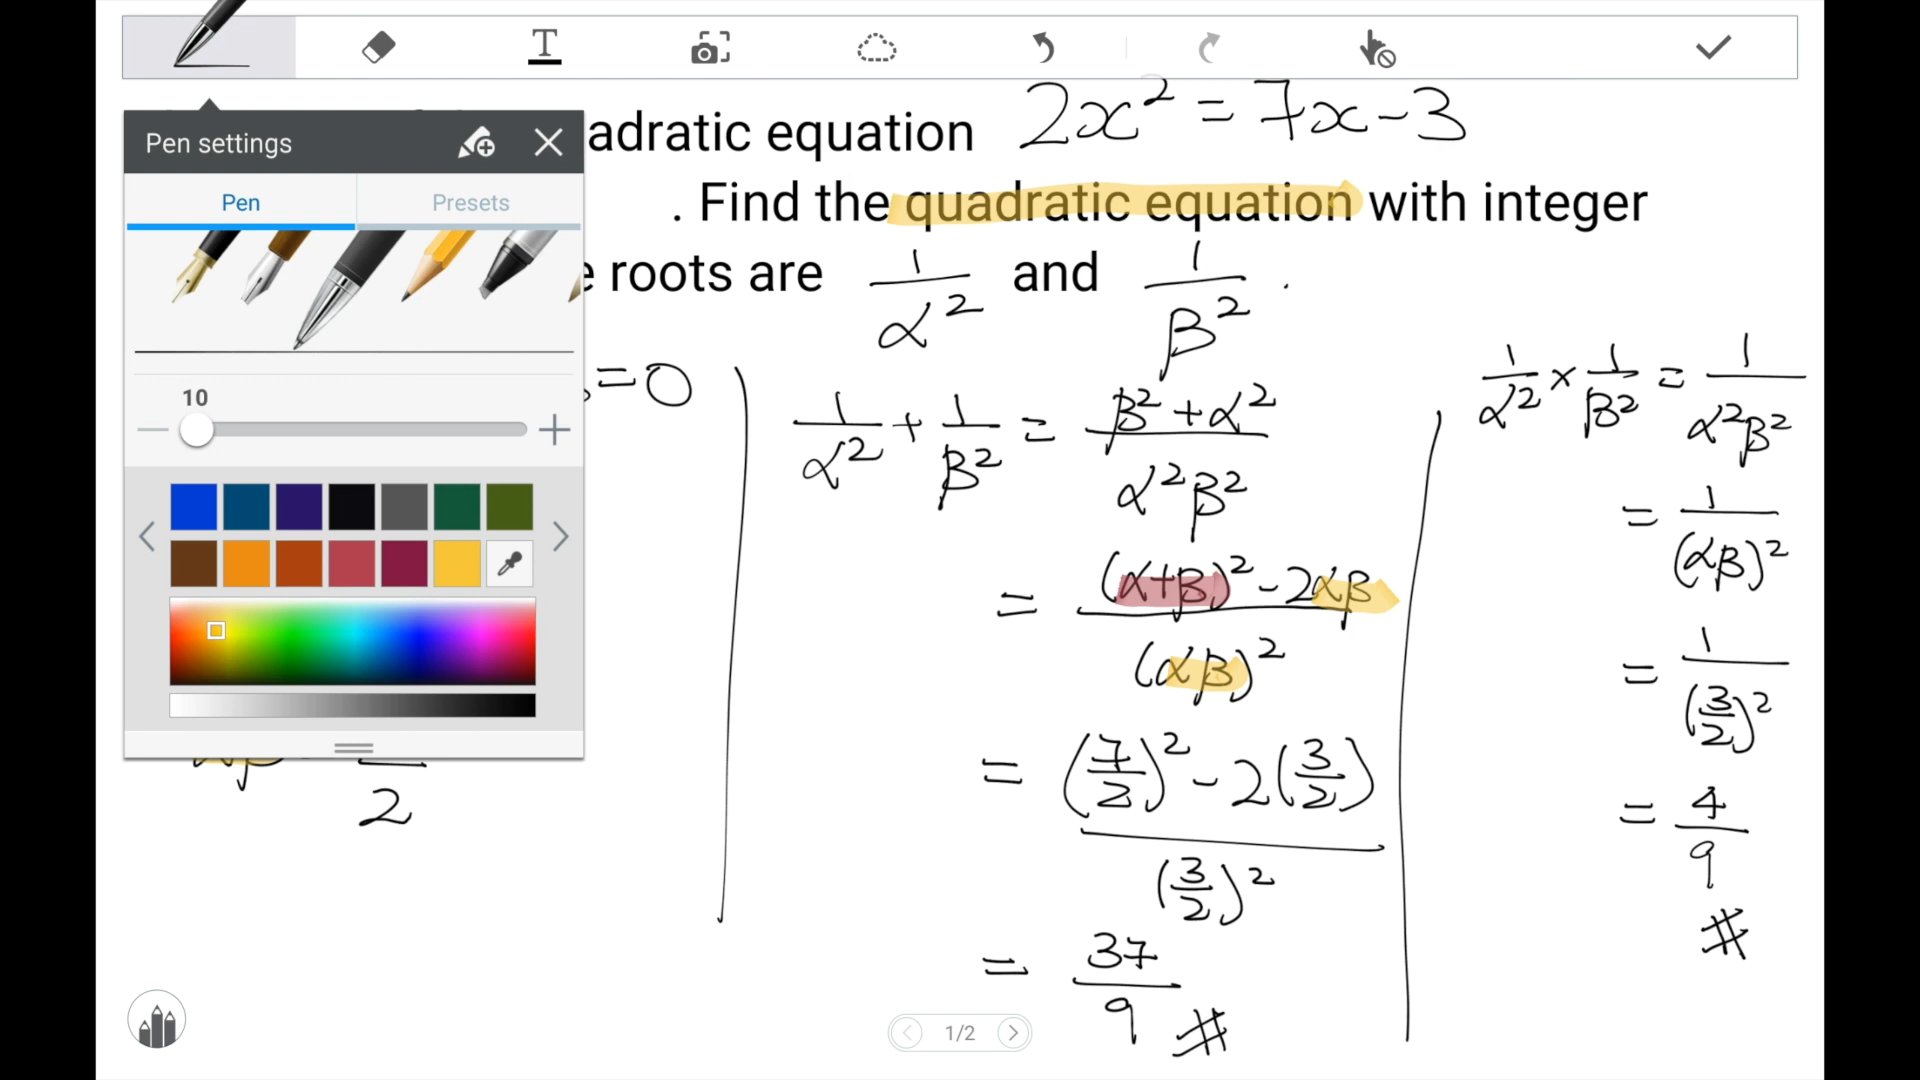 T
Pen settings
Pen Presets
10
adratic equation 2x² = 7x - 3
. Find the quadratic equation with integer
e roots are 1/α² and 1/β² .
=0
αβ
2
1/α² + 1/β² = (β² + α²)/(α²β²)
= ((α+β)² - 2αβ)/(αβ)²
= ((7/2)² - 2(3/2))/(3/2)²
= 37/9 #
1/α² × 1/β² = 1/(α²β²)
= 1/(αβ)²
= 1/(3/2)²
= 4/9
#
1/2